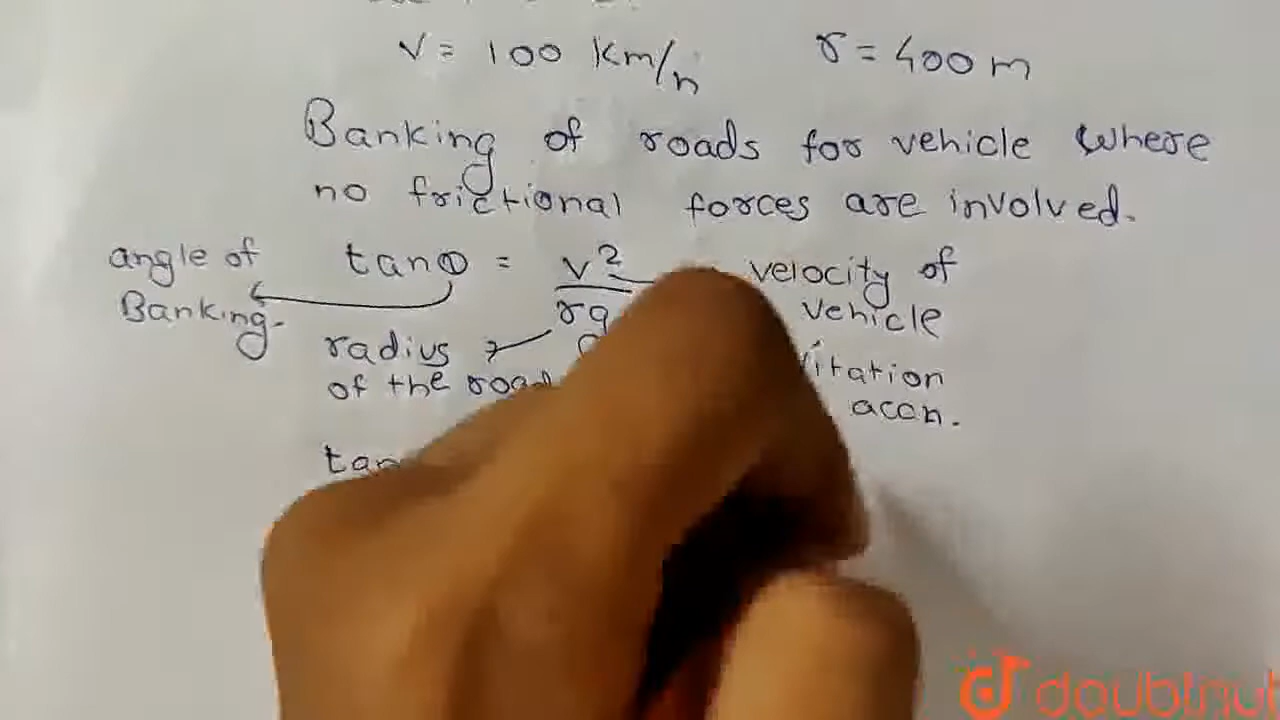 v = 100 Km/h r = 400 m
Banking of roads for vehicle where
no frictional forces are involved.
angle of tanθ = v²/rg velocity of
Banking. vehicle
radius
of the road acen.
tan
doubtnut